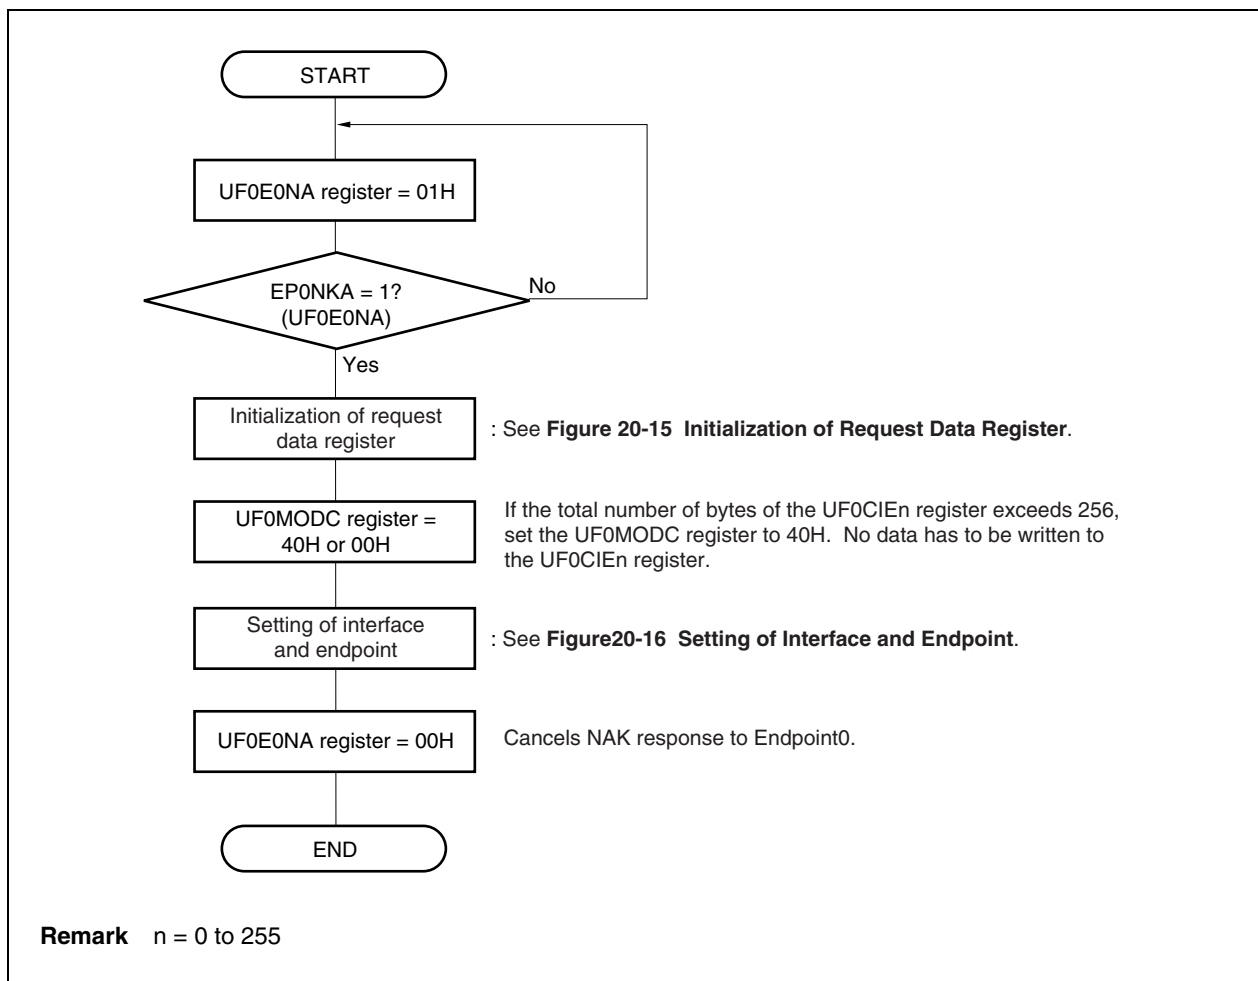 START
UF0E0NA register = 01H
EP0NKA = 1?
(UF0E0NA)
No
Yes
Initialization of request
data register
: See Figure 20-15 Initialization of Request Data Register.
UF0MODC register =
40H or 00H
If the total number of bytes of the UF0CIEn register exceeds 256,
set the UF0MODC register to 40H. No data has to be written to
the UF0CIEn register.
Setting of interface
and endpoint
: See Figure20-16 Setting of Interface and Endpoint.
UF0E0NA register = 00H
Cancels NAK response to Endpoint0.
END
Remark n = 0 to 255